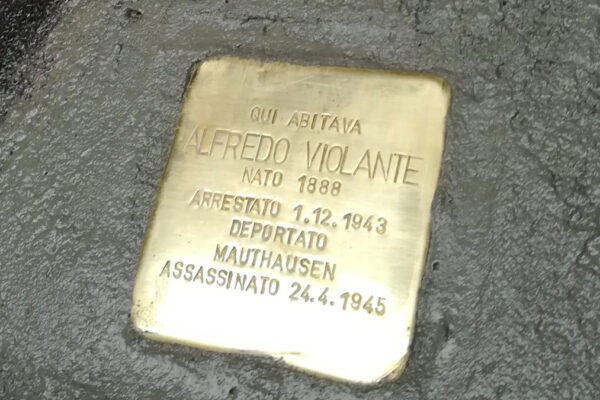 QUI ABITAVA
ALFREDO VIOLANTE
NATO 1888
ARRESTATO 1.12.1943
DEPORTATO
MAUTHAUSEN
ASSASSINATO 24.4.1945